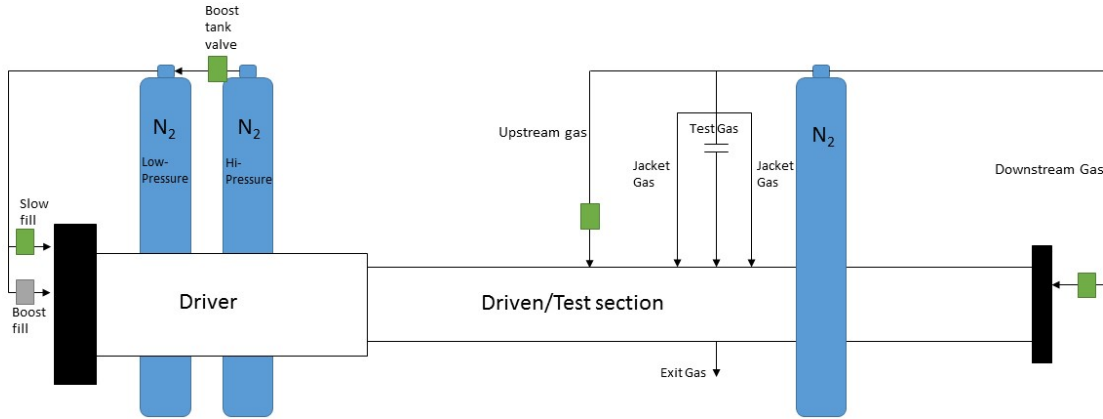 Boost
tank
valve
N2
N2
N2
Low-
Pressure
Hi-
Pressure
Upstream gas
Test Gas
Jacket
Gas
Jacket
Gas
Downstream Gas
Slow
fill
Boost
fill
Driver
Driven/Test section
Exit Gas